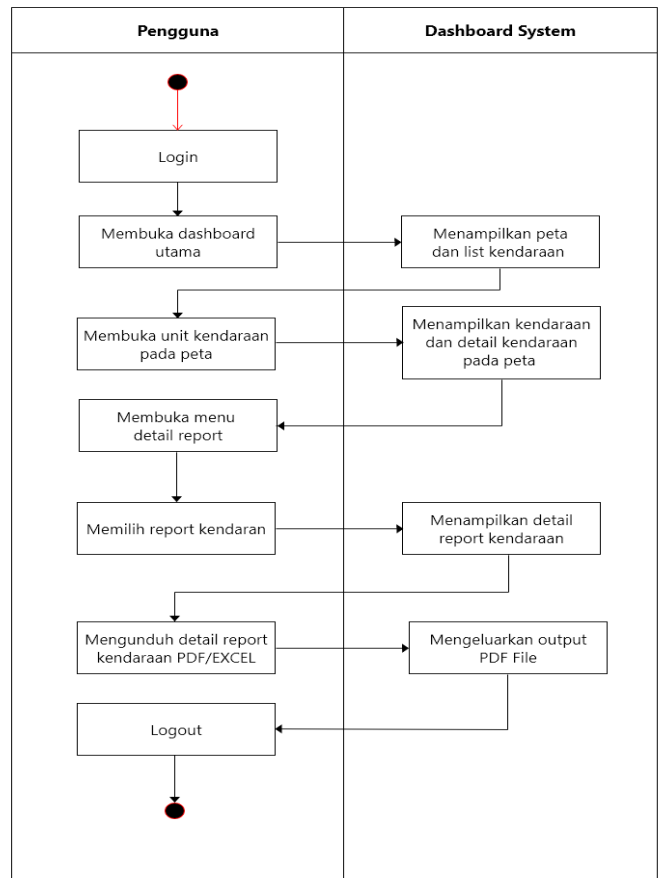 Pengguna
Dashboard System
Login
Membuka dashboard
utama
Menampilkan peta
dan list kendaraan
Membuka unit kendaraan
pada peta
Menampilkan kendaraan
dan detail kendaraan
pada peta
Membuka menu
detail report
Memilih report kendaran
Menampilkan detail
report kendaraan
Mengunduh detail report
kendaraan PDF/EXCEL
Mengeluarkan output
PDF File
Logout